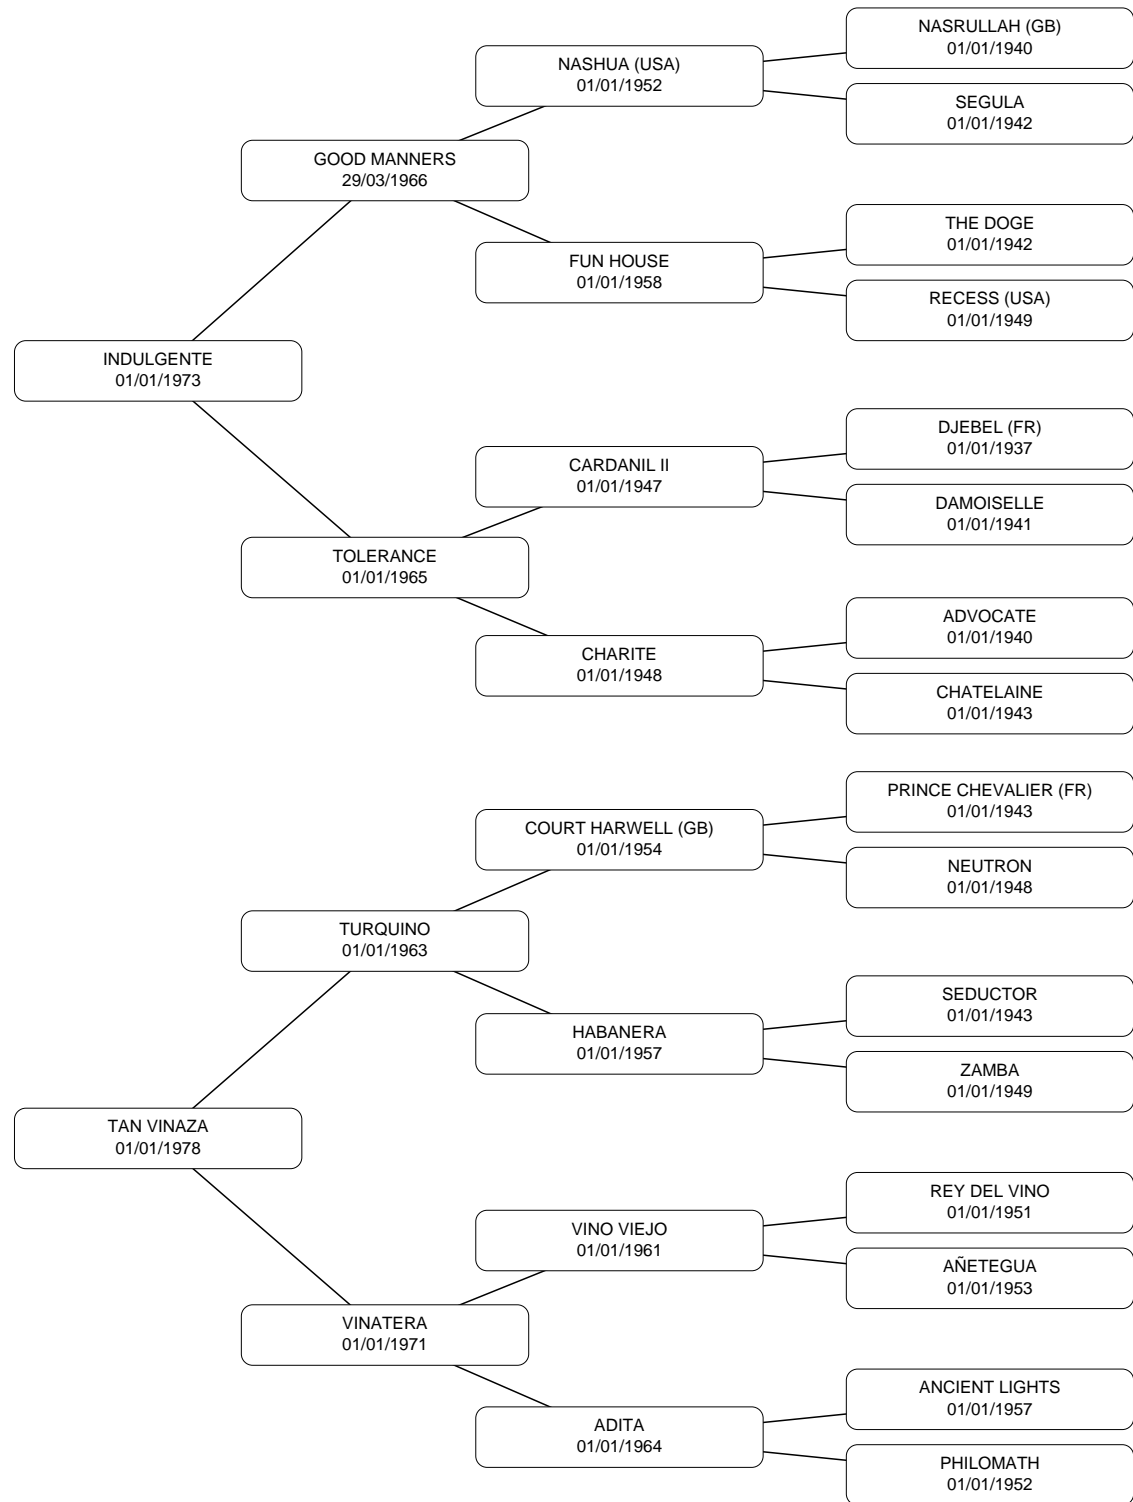 NASRULLAH (GB)
01/01/1940
NASHUA (USA)
01/01/1952
SEGULA
01/01/1942
GOOD MANNERS
29/03/1966
THE DOGE
01/01/1942
FUN HOUSE
01/01/1958
RECESS (USA)
01/01/1949
INDULGENTE
01/01/1973
DJEBEL (FR)
01/01/1937
CARDANIL II
01/01/1947
DAMOISELLE
01/01/1941
TOLERANCE
01/01/1965
ADVOCATE
01/01/1940
CHARITE
01/01/1948
CHATELAINE
01/01/1943
PRINCE CHEVALIER (FR)
01/01/1943
COURT HARWELL (GB)
01/01/1954
NEUTRON
01/01/1948
TURQUINO
01/01/1963
SEDUCTOR
01/01/1943
HABANERA
01/01/1957
ZAMBA
01/01/1949
TAN VINAZA
01/01/1978
REY DEL VINO
01/01/1951
VINO VIEJO
01/01/1961
AÑETEGUA
01/01/1953
VINATERA
01/01/1971
ANCIENT LIGHTS
01/01/1957
ADITA
01/01/1964
PHILOMATH
01/01/1952